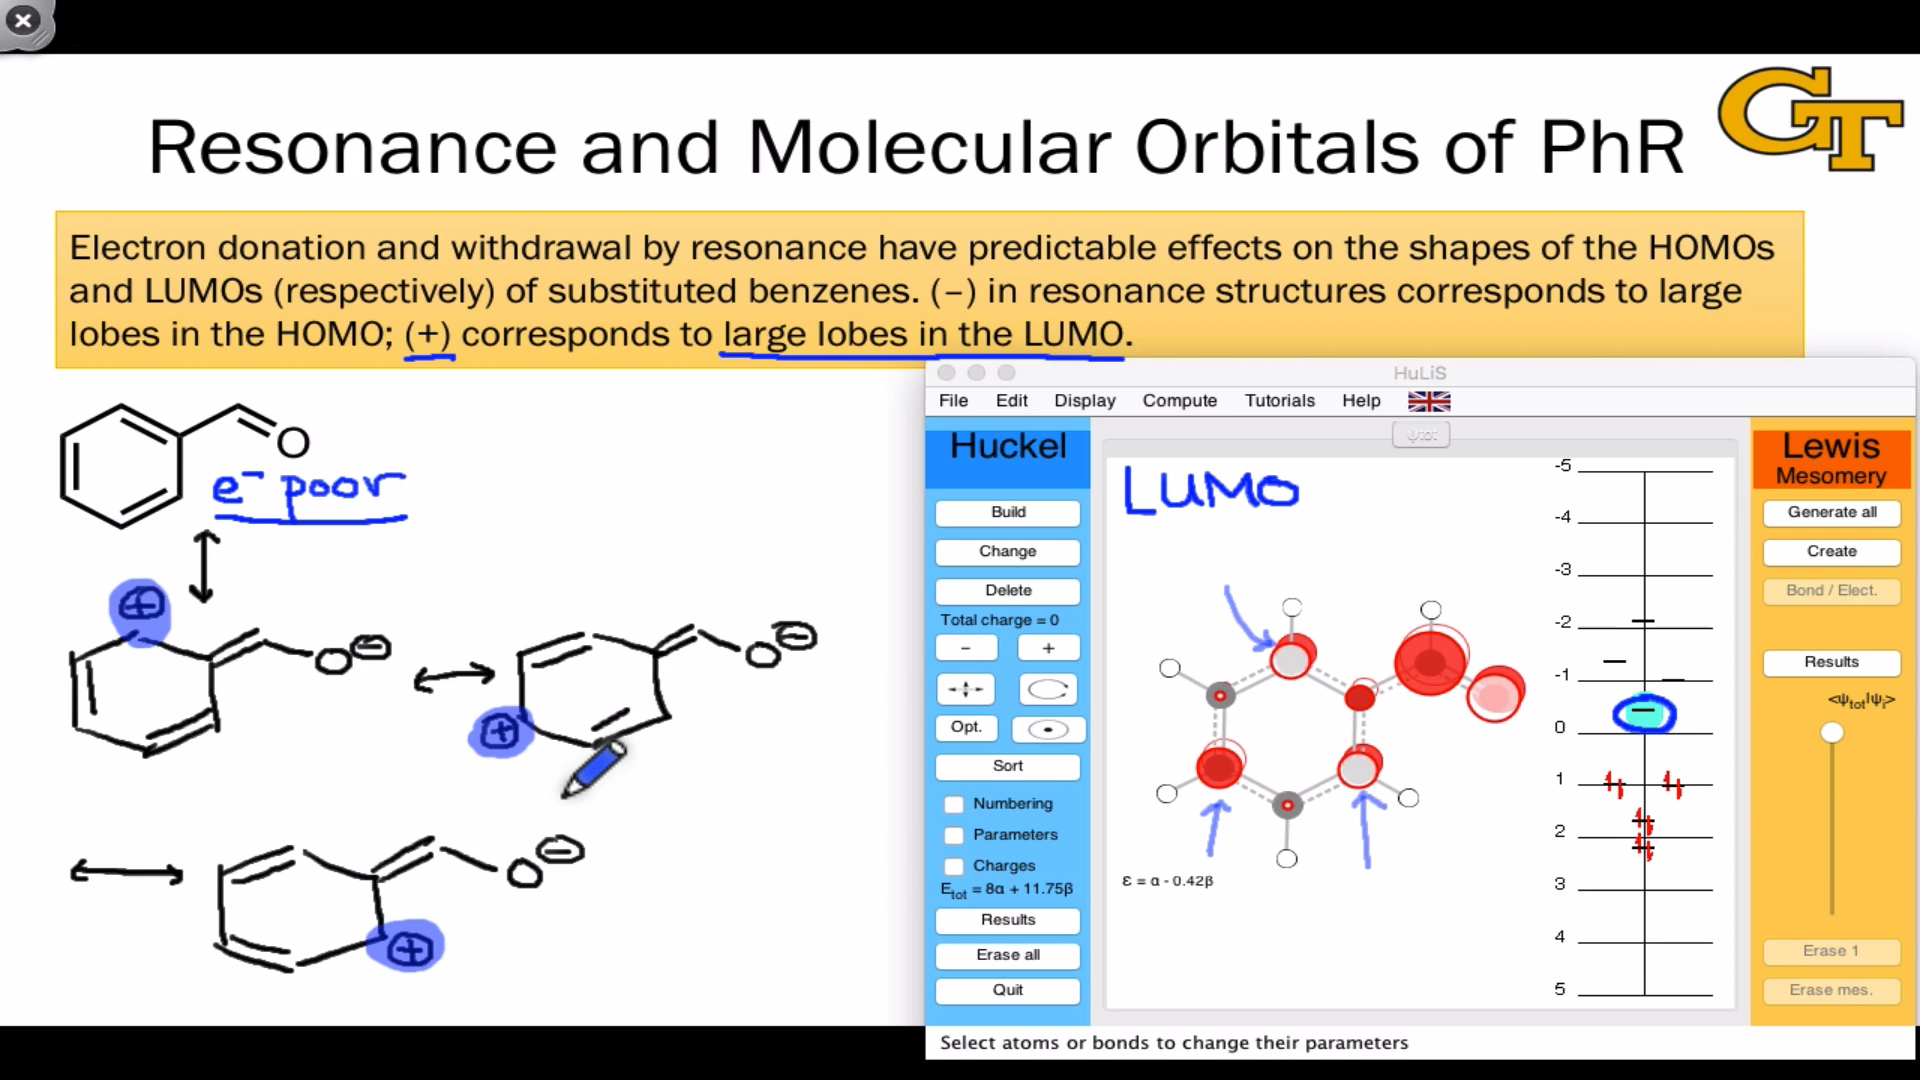 GT
Resonance and Molecular Orbitals of PhR
Electron donation and withdrawal by resonance have predictable effects on the shapes of the HOMOs
and LUMOs (respectively) of substituted benzenes. (–) in resonance structures corresponds to large
lobes in the HOMO; (+) corresponds to large lobes in the LUMO.
O
e⁻ poor
+
O −
O −
+
O −
+
HuLiS
File Edit Display Compute Tutorials Help
Ψtot
Huckel
Build
Change
Delete
Total charge = 0
- +
Opt.
Sort
Numbering
Parameters
Charges
Etot = 8α + 11.75β
Results
Erase all
Quit
LUMO
ε = α - 0.42β
-5
-4
-3
-2
-1
0
1
2
3
4
5
Lewis
Mesomery
Generate all
Create
Bond / Elect.
Results
<Ψtot|Ψi>
Erase 1
Erase mes.
Select atoms or bonds to change their parameters